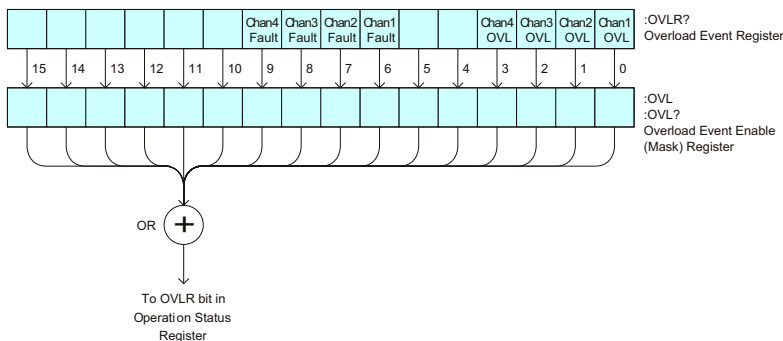 Chan4 Fault
Chan3 Fault
Chan2 Fault
Chan1 Fault
Chan4 OVL
Chan3 OVL
Chan2 OVL
Chan1 OVL
:OVLR?
Overload Event Register
15 14 13 12 11 10 9 8 7 6 5 4 3 2 1 0
:OVL
:OVL?
Overload Event Enable
(Mask) Register
OR
+
To OVLR bit in
Operation Status
Register